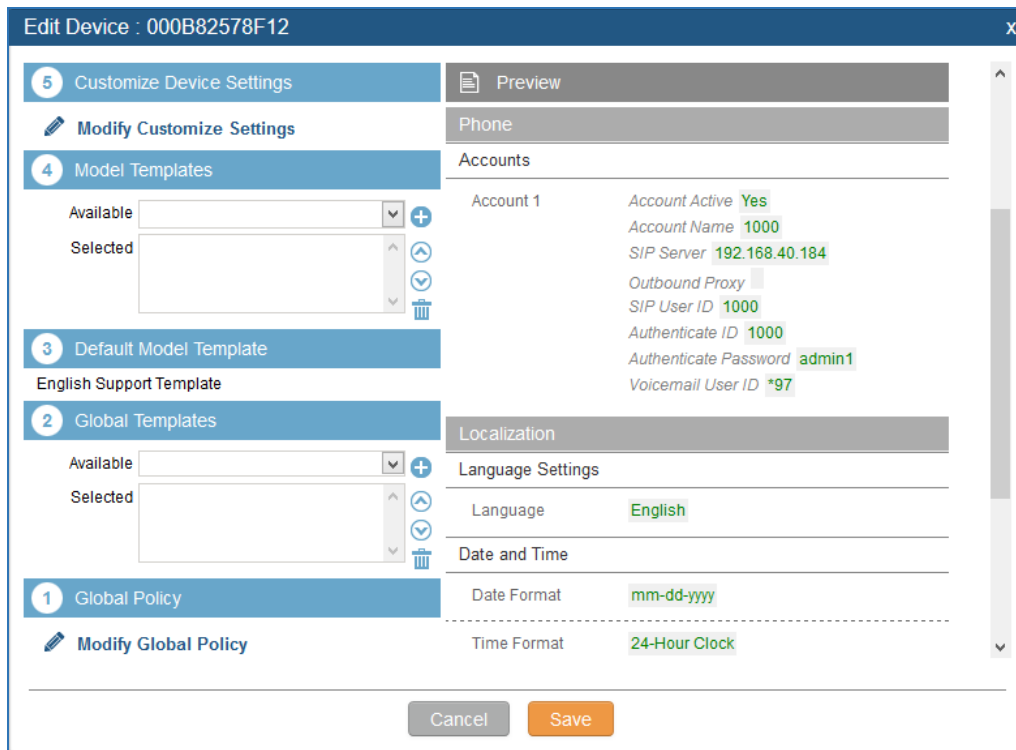 Edit Device : 000B82578F12 x
5 Customize Device Settings
Modify Customize Settings
4 Model Templates
Available
Selected
3 Default Model Template
English Support Template
2 Global Templates
Available
Selected
1 Global Policy
Modify Global Policy
Preview
Phone
Accounts
Account 1 Account Active Yes
Account Name 1000
SIP Server 192.168.40.184
Outbound Proxy
SIP User ID 1000
Authenticate ID 1000
Authenticate Password admin1
Voicemail User ID *97
Localization
Language Settings
Language English
Date and Time
Date Format mm-dd-yyyy
Time Format 24-Hour Clock
Cancel Save